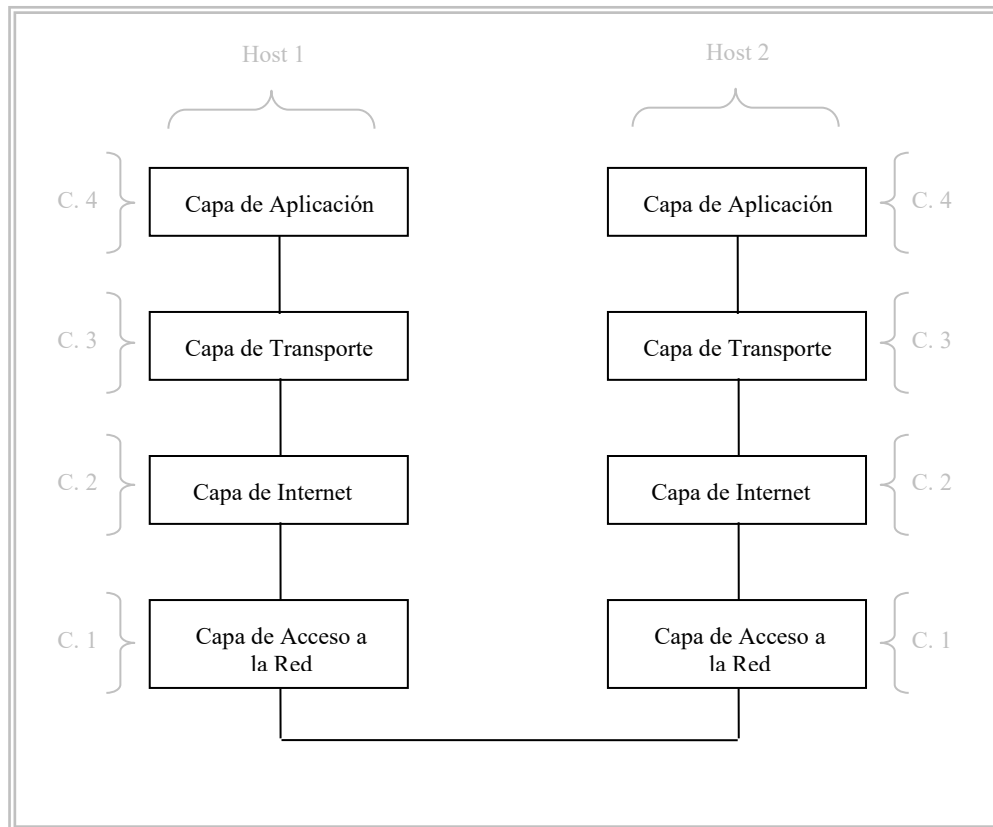 Host 1
Host 2
C. 4
Capa de Aplicación
Capa de Aplicación
C. 4
C. 3
Capa de Transporte
Capa de Transporte
C. 3
C. 2
Capa de Internet
Capa de Internet
C. 2
C. 1
Capa de Acceso a
la Red
Capa de Acceso a
la Red
C. 1